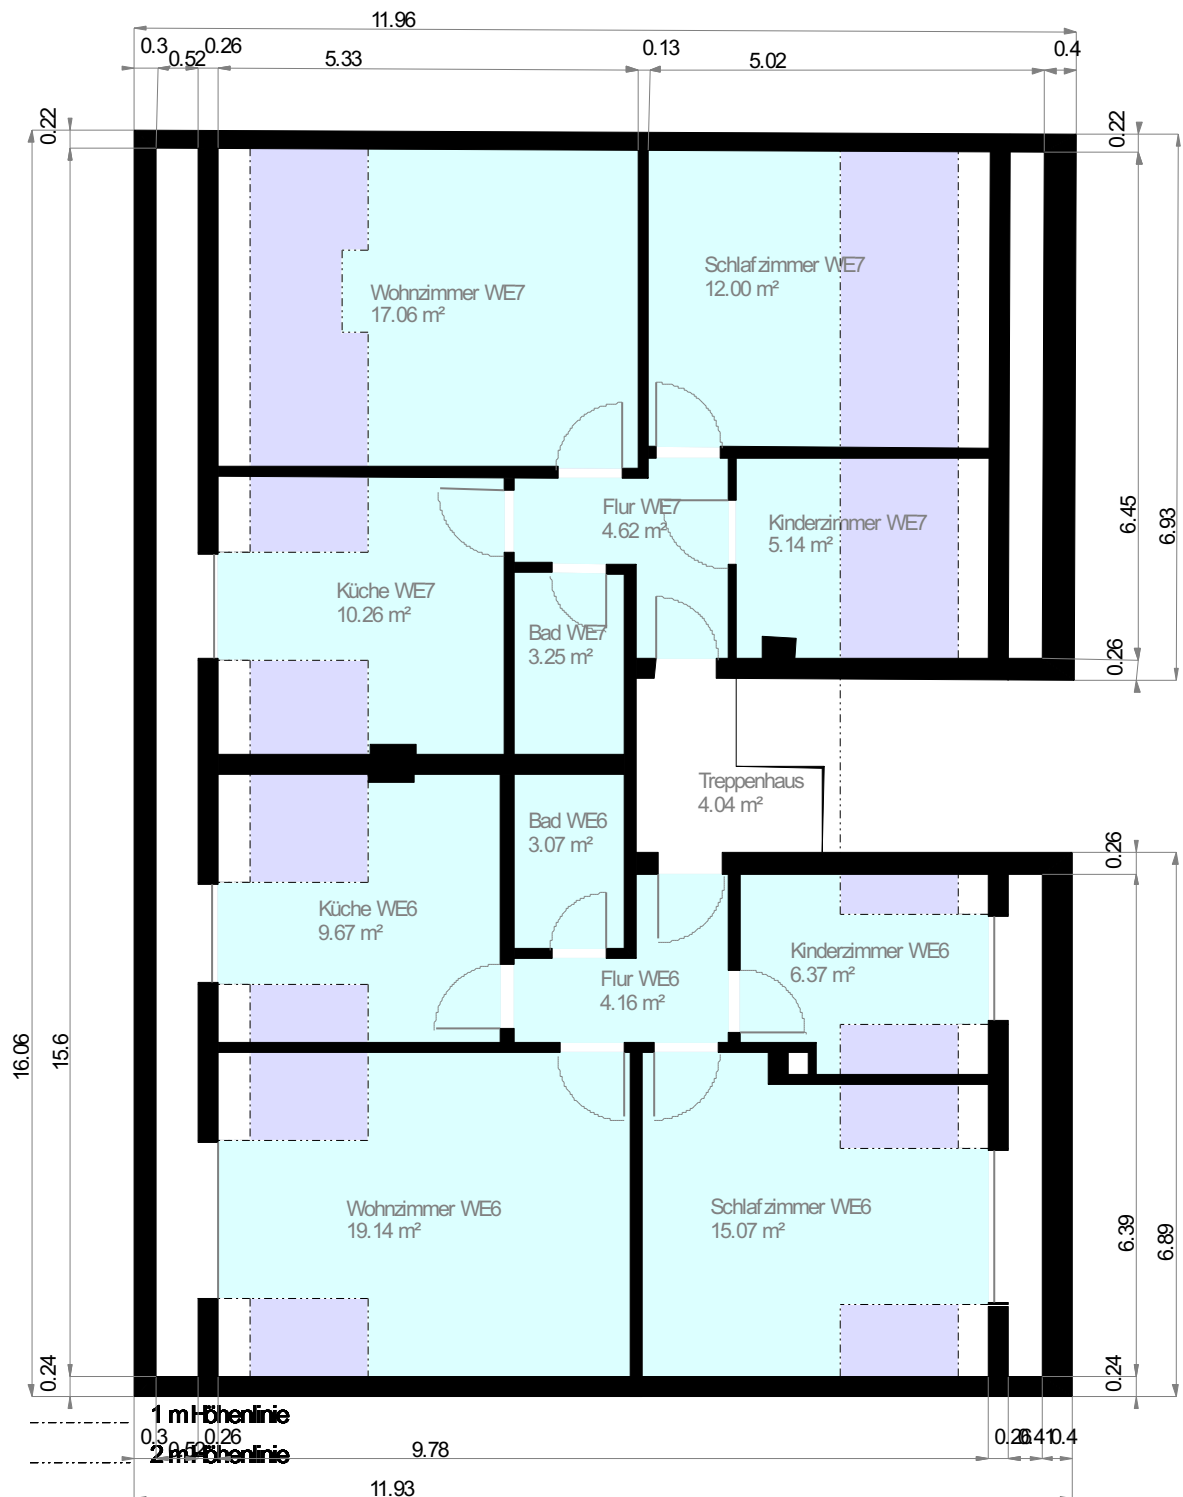 11.96
0.3
0.52
0.26
5.33
0.13
5.02
0.4
0.22
0.22
Schlafzimmer WE7
12.00 m²
Wohnzimmer WE7
17.06 m²
Flur WE7
4.62 m²
Kinderzimmer WE7
5.14 m²
6.45
6.93
Küche WE7
10.26 m²
Bad WE7
3.25 m²
0.26
Treppenhaus
4.04 m²
Bad WE6
3.07 m²
0.26
Küche WE6
9.67 m²
Kinderzimmer WE6
6.37 m²
Flur WE6
4.16 m²
16.06
15.6
Wohnzimmer WE6
19.14 m²
Schlafzimmer WE6
15.07 m²
6.39
6.89
0.24
0.24
1 m Höhenlinie
2 m Höhenlinie
0.3
0.52
0.26
9.78
0.26
0.41
0.4
11.93